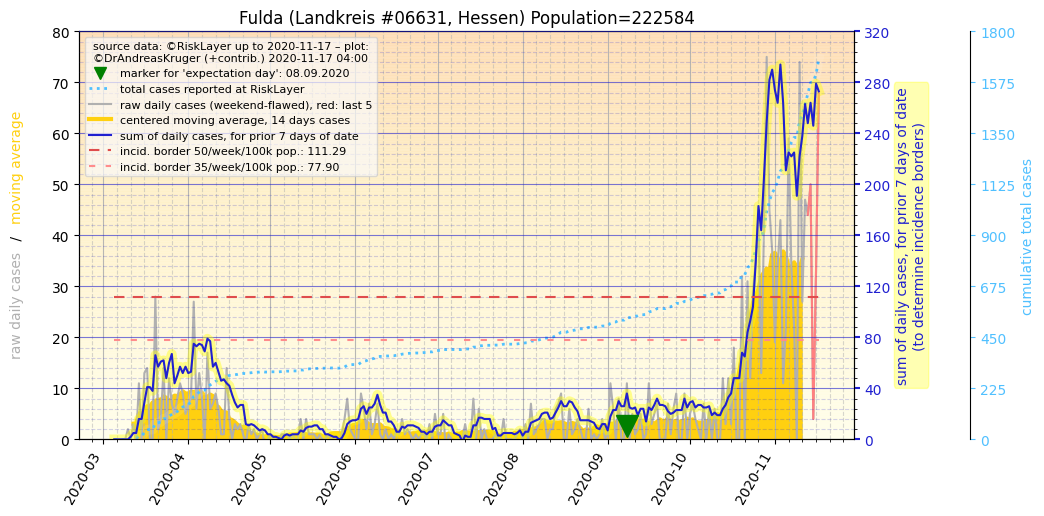 Fulda (Landkreis #06631, Hessen) Population=222584
source data: ©RiskLayer up to 2020-11-17 – plot:
©DrAndreasKruger (+contrib.) 2020-11-17 04:00
marker for 'expectation day': 08.09.2020
total cases reported at RiskLayer
raw daily cases (weekend-flawed), red: last 5
centered moving average, 14 days cases
sum of daily cases, for prior 7 days of date
incid. border 50/week/100k pop.: 111.29
incid. border 35/week/100k pop.: 77.90
raw daily cases / moving average
80
70
60
50
40
30
20
10
0
2020-03
2020-04
2020-05
2020-06
2020-07
2020-08
2020-09
2020-10
2020-11
320
280
240
200
160
120
80
40
0
sum of daily cases, for prior 7 days of date
(to determine incidence borders)
1800
1575
1350
1125
900
675
450
225
0
cumulative total cases